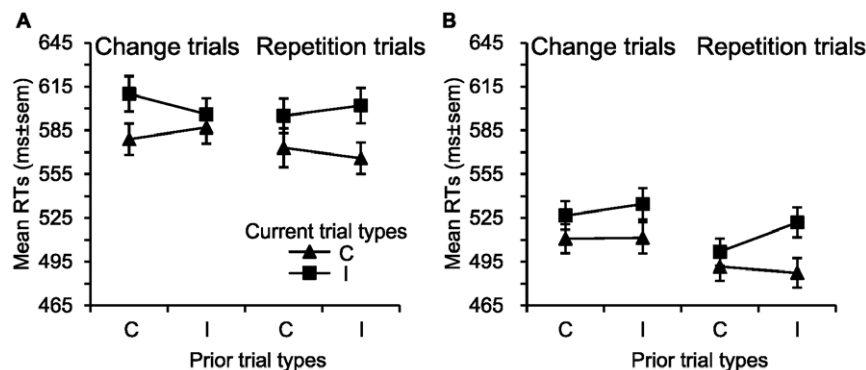 A
B
645
Change trials
Repetition trials
615
585
555
525
495
465
Mean RTs (ms±sem)
Current trial types
C
I
C
I
C
I
Prior trial types
645
Change trials
Repetition trials
615
585
555
525
495
465
Mean RTs (ms±sem)
C
I
C
I
Prior trial types